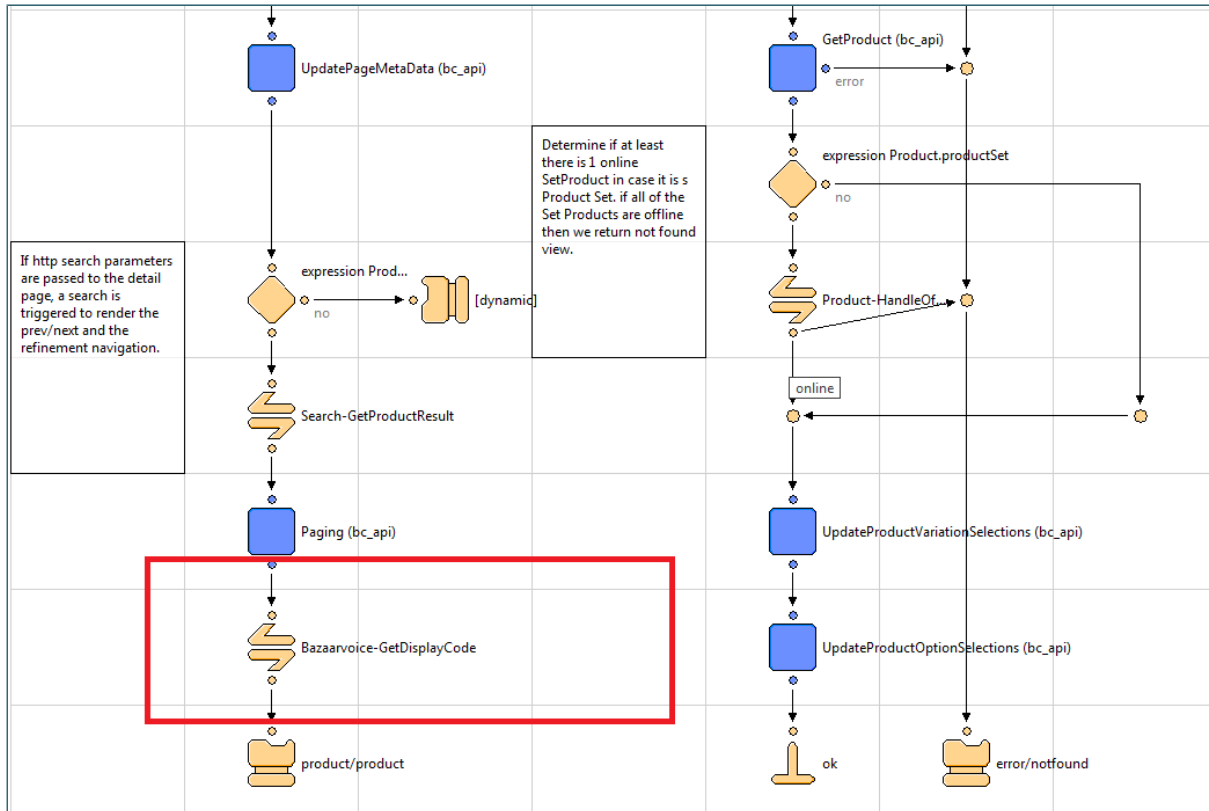 UpdatePageMetaData (bc_api)
If http search parameters
are passed to the detail
page, a search is
triggered to render the
prev/next and the
refinement navigation.
expression Prod...
no
[dynamic]
Search-GetProductResult
Paging (bc_api)
Bazaarvoice-GetDisplayCode
product/product
GetProduct (bc_api)
error
Determine if at least
there is 1 online
SetProduct in case it is s
Product Set. if all of the
Set Products are offline
then we return not found
view.
expression Product.productSet
no
Product-HandleOf...
online
UpdateProductVariationSelections (bc_api)
UpdateProductOptionSelections (bc_api)
ok
error/notfound